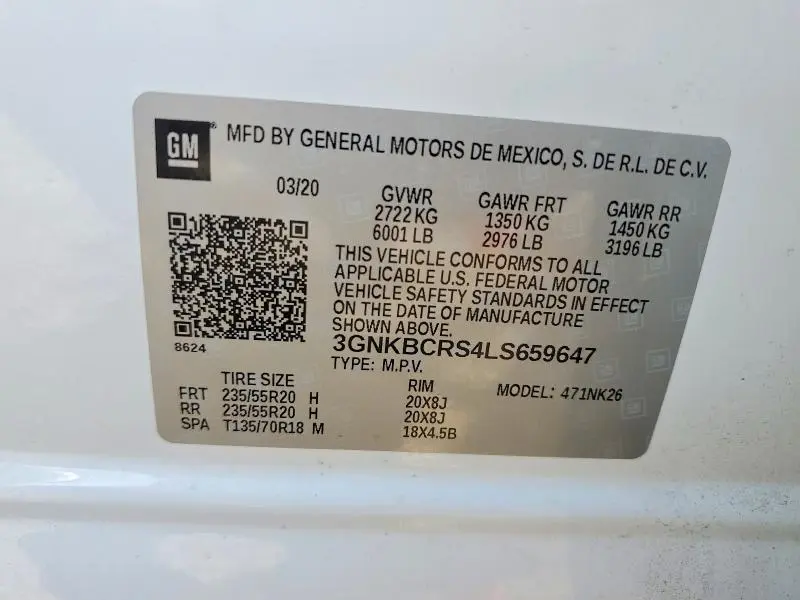 GM® MFD BY GENERAL MOTORS DE MEXICO, S. DE R.L. DE C.V.
03/20 GVWR GAWR FRT GAWR RR
2722 KG 1350 KG 1450 KG
6001 LB 2976 LB 3196 LB
THIS VEHICLE CONFORMS TO ALL
APPLICABLE U.S. FEDERAL MOTOR
VEHICLE SAFETY STANDARDS IN EFFECT
ON THE DATE OF MANUFACTURE
SHOWN ABOVE.
8624 3GNKBCRS4LS659647
TYPE: M.P.V.
TIRE SIZE RIM MODEL: 471NK26
FRT 235/55R20 H 20X8J
RR 235/55R20 H 20X8J
SPA T135/70R18 M 18X4.5B